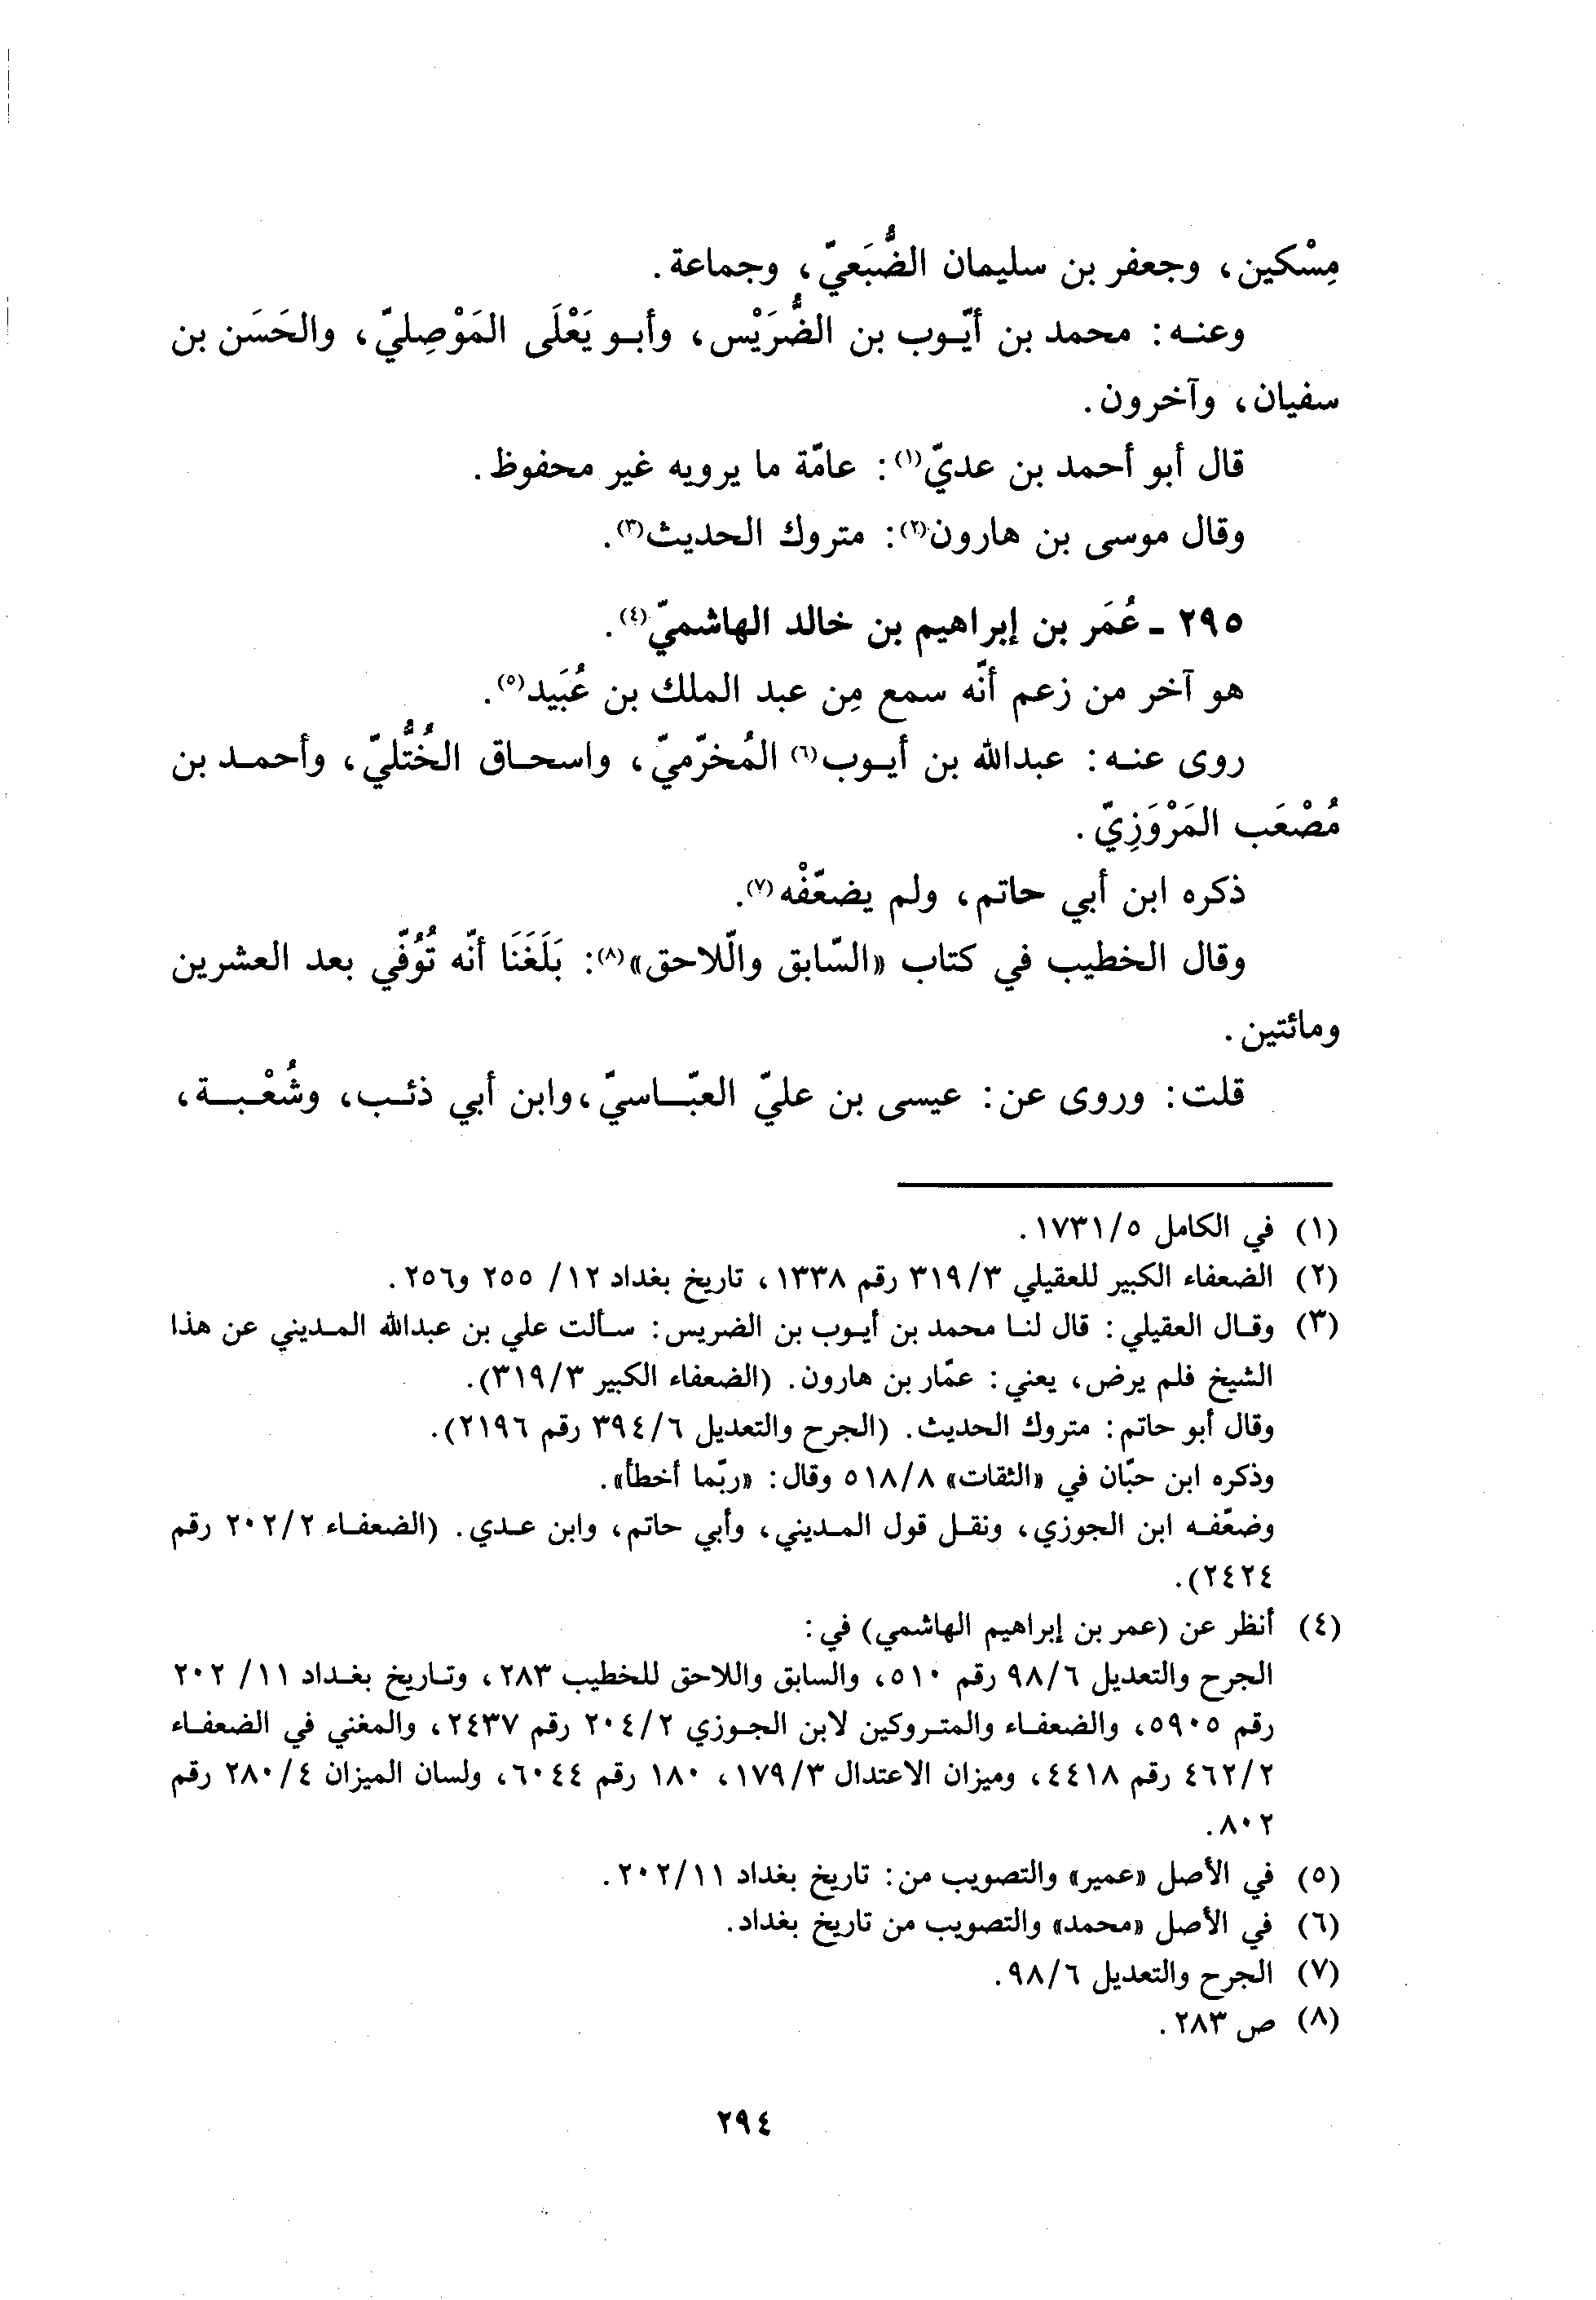 مِسْكين، وجعفر بن سليمان الضُّبَعيّ، وجماعة.
وعنه: محمد بن أيّوب بن الضُّرَيْس، وأبو يَعْلَى المَوْصِليّ، والحَسَن بن
سفيان، وآخرون.
قال أبو أحمد بن عديّ(١): عامّة ما يرويه غير محفوظ.
وقال موسى بن هارون(٢): متروك الحديث(٣).
٢٩٥ - عُمَر بن إبراهيم بن خالد الهاشميّ(٤).
هو آخر من زعم أنّه سمع مِن عبد الملك بن عُبَيد(٥).
روى عنه: عبدالله بن أيوب(٦) المُخرّميّ، واسحاق الخُتُّليّ، وأحمد بن
مُصْعَب المَرْوَزِيّ.
ذكره ابن أبي حاتم، ولم يضعّفْه(٧).
وقال الخطيب في كتاب «السّابق والّلاحق»(٨): بَلَغَنَا أنّه تُوُفّي بعد العشرين
ومائتين.
قلت: وروى عن: عيسى بن عليّ العبّاسيّ، وابن أبي ذئب، وشُعْبة،
(١) في الكامل ١٧٣١/٥.
(٢) الضعفاء الكبير للعقيلي ٣١٩/٣ رقم ١٣٣٨، تاريخ بغداد ١٢/ ٢٥٥ و٢٥٦.
(٣) وقال العقيلي: قال لنا محمد بن أيوب بن الضريس: سألت علي بن عبدالله المديني عن هذا
الشيخ فلم يرض، يعني: عمّار بن هارون. (الضعفاء الكبير ٣١٩/٣).
وقال أبو حاتم: متروك الحديث. (الجرح والتعديل ٣٩٤/٦ رقم ٢١٩٦).
وذكره ابن حبّان في «الثقات» ٥١٨/٨ وقال: «ربّما أخطأ».
وضعّفه ابن الجوزي، ونقل قول المديني، وأبي حاتم، وابن عدي. (الضعفاء ٢٠٢/٢ رقم
٢٤٢٤).
(٤) أنظر عن (عمر بن إبراهيم الهاشمي) في:
الجرح والتعديل ٩٨/٦ رقم ٥١٠، والسابق واللاحق للخطيب ٢٨٣، وتاريخ بغداد ١١/ ٢٠٢
رقم ٥٩٠٥، والضعفاء والمتروكين لابن الجوزي ٢٠٤/٢ رقم ٢٤٣٧، والمغني في الضعفاء
٤٦٢/٢ رقم ٤٤١٨، وميزان الاعتدال ١٧٩/٣، ١٨٠ رقم ٦٠٤٤، ولسان الميزان ٢٨٠/٤ رقم
٨٠٢.
(٥) في الأصل «عمير» والتصويب من: تاريخ بغداد ٢٠٢/١١.
(٦) في الأصل «محمد» والتصويب من تاريخ بغداد.
(٧) الجرح والتعديل ٩٨/٦.
(٨) ص ٢٨٣.
٢٩٤